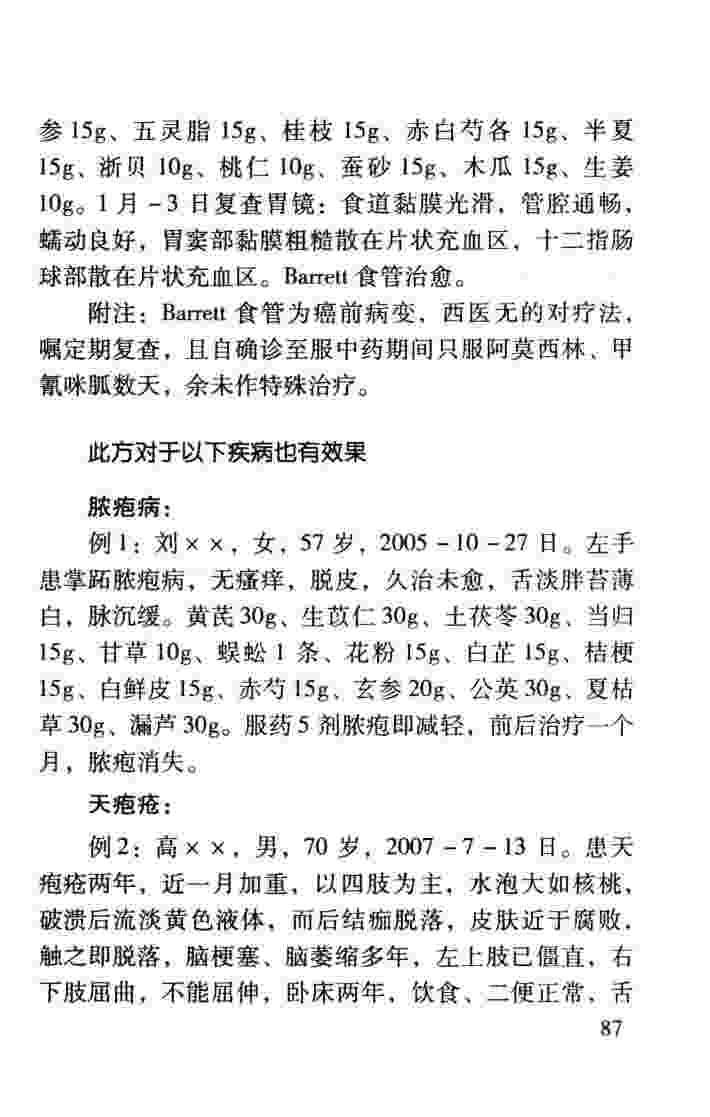 参 15g、五灵脂 15g、桂枝 15g、赤白芍各 15g、半夏
15g、浙贝 10g、桃仁 10g、蚕砂 15g、木瓜 15g、生姜
10g。1 月 -3 日复查胃镜：食道黏膜光滑，管腔通畅，
蠕动良好，胃窦部黏膜粗糙散在片状充血区，十二指肠
球部散在片状充血区。Barrett 食管治愈。
附注：Barrett 食管为癌前病变，西医无的对疗法，
嘱定期复查，且自确诊至服中药期间只服阿莫西林、甲
氰咪胍数天，余未作特殊治疗。
此方对于以下疾病也有效果
脓疱病：
例 1：刘 × ×，女，57 岁，2005 -10 -27 日。左手
患掌跖脓疱病，无瘙痒，脱皮，久治未愈，舌淡胖苔薄
白，脉沉缓。黄芪 30g、生苡仁 30g、土茯苓 30g、当归
15g、甘草 10g、蜈蚣 1 条、花粉 15g、白芷 15g、桔梗
15g、白鲜皮 15g、赤芍 15g、玄参 20g、公英 30g、夏枯
草 30g、漏芦 30g。服药 5 剂脓疱即减轻，前后治疗一个
月，脓疱消失。
天疱疮：
例 2：高 × ×，男，70 岁，2007 -7 -13 日。患天
疱疮两年，近一月加重，以四肢为主，水泡大如核桃，
破溃后流淡黄色液体，而后结痂脱落，皮肤近于腐败，
触之即脱落，脑梗塞、脑萎缩多年，左上肢已僵直，右
下肢屈曲，不能屈伸，卧床两年，饮食、二便正常，舌
87